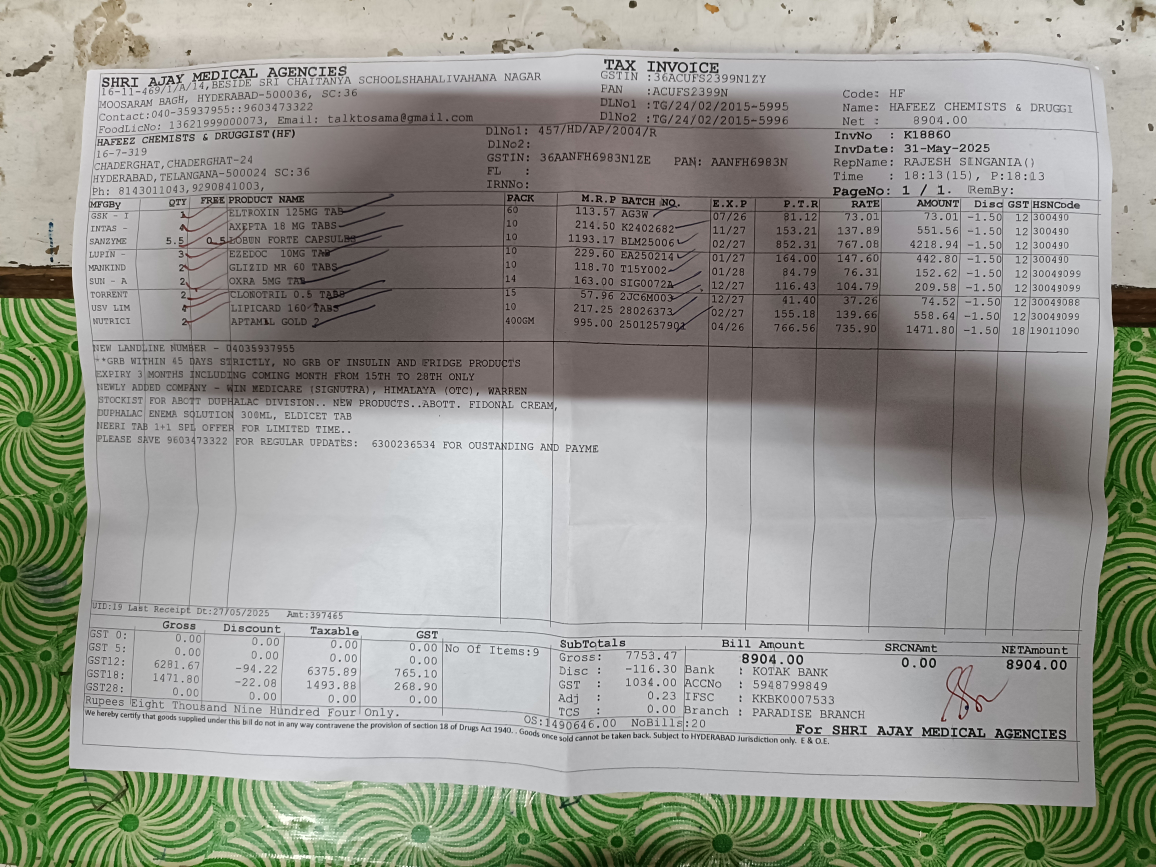 SHRI AJAY MEDICAL AGENCIES
16-11-469/1/A/14,BESIDE SRI CHAITANYA SCHOOLSHAHALIVAHANA NAGAR
MOOSARAM BAGH, HYDERABAD-500036, SC:36
Contact:040-35937955::9603473322
FoodLicNo: 13621999000073, Email: talktosama@gmail.com
TAX INVOICE
GSTIN :36ACUFS2399N1ZY
PAN :ACUFS2399N
DLNo1 :TG/24/02/2015-5995
DLNo2 :TG/24/02/2015-5996
Code: HF
Name: HAFEEZ CHEMISTS & DRUGGI
Net : 8904.00
HAFEEZ CHEMISTS & DRUGGIST(HF)
16-7-319
CHADERGHAT,CHADERGHAT-24
HYDERABAD,TELANGANA-500024 SC:36
Ph: 8143011043,9290841003,
DlNo1: 457/HD/AP/2004/R
DlNo2:
GSTIN: 36AANFH6983N1ZE PAN: AANFH6983N
FL :
IRNNo:
InvNo : K18860
InvDate: 31-May-2025
RepName: RAJESH SINGANIA()
Time : 18:13(15), P:18:13
PageNo: 1 / 1. RemBy:
MFGBy QTY FREE PRODUCT NAME PACK M.R.P BATCH NO. E.X.P P.T.R RATE AMOUNT Disc GST HSNCode
GSK - I 1 ELTROXIN 125MG TAB 60 113.57 AG3W 07/26 81.12 73.01 73.01 -1.50 12 300490
INTAS - 4 AXEPTA 18 MG TABS 10 214.50 K2402682 11/27 153.21 137.89 551.56 -1.50 12 300490
SANZYME 5.5 0.5 LOBUN FORTE CAPSULES 10 1193.17 BLM25006 02/27 852.31 767.08 4218.94 -1.50 12 300490
LUPIN - 3 EZEDOC 10MG TAB 10 229.60 EA250214 01/27 164.00 147.60 442.80 -1.50 12 300490
MANKIND 2 GLIZID MR 60 TABS 10 118.70 T15Y002 01/28 84.79 76.31 152.62 -1.50 12 30049099
SUN - A 2 OXRA 5MG TAB 14 163.00 SIG0072A 12/27 116.43 104.79 209.58 -1.50 12 30049099
TORRENT 2 CLONOTRIL 0.5 TABS 15 57.96 2JC6M003 12/27 41.40 37.26 74.52 -1.50 12 30049088
USV LIM 4 LIPICARD 160 TABS 10 217.25 28026373 02/27 155.18 139.66 558.64 -1.50 12 30049099
NUTRICI 2 APTAMIL GOLD 2 400GM 995.00 2501257902 04/26 766.56 735.90 1471.80 -1.50 18 19011090
NEW LANDLINE NUMBER - 04035937955
**GRB WITHIN 45 DAYS STRICTLY, NO GRB OF INSULIN AND FRIDGE PRODUCTS
EXPIRY 3 MONTHS INCLUDING COMING MONTH FROM 15TH TO 28TH ONLY
NEWLY ADDED COMPANY - WIN MEDICARE (SIGNUTRA), HIMALAYA (OTC), WARREN
STOCKIST FOR ABOTT DUPHALAC DIVISION.. NEW PRODUCTS..ABOTT. FIDONAL CREAM,
DUPHALAC ENEMA SOLUTION 300ML, ELDICET TAB
NEERI TAB 1+1 SPL OFFER FOR LIMITED TIME..
PLEASE SAVE 9603473322 FOR REGULAR UPDATES: 6300236534 FOR OUSTANDING AND PAYME
UID:19 Last Receipt Dt:27/05/2025 Amt:397465
Gross Discount Taxable GST
GST 0: 0.00 0.00 0.00 0.00
GST 5: 0.00 0.00 0.00 0.00
GST12: 6281.67 -94.22 6375.89 765.10
GST18: 1471.80 -22.08 1493.88 268.90
GST28: 0.00 0.00 0.00 0.00
No Of Items:9
SubTotals
Gross: 7753.47
Disc : -116.30
GST : 1034.00
Adj : 0.23
TCS : 0.00
Bill Amount SRCNAmt NETAmount
8904.00 0.00 8904.00
Bank : KOTAK BANK
ACCNo : 5948799849
IFSC : KKBK0007533
Branch : PARADISE BRANCH
Rupees Eight Thousand Nine Hundred Four Only.
OS:1490646.00 NoBills:20
We hereby certify that goods supplied under this bill do not in any way contravene the provision of section 18 of Drugs Act 1940. . Goods once sold cannot be taken back. Subject to HYDERABAD Jurisdiction only. E & O.E.
For SHRI AJAY MEDICAL AGENCIES